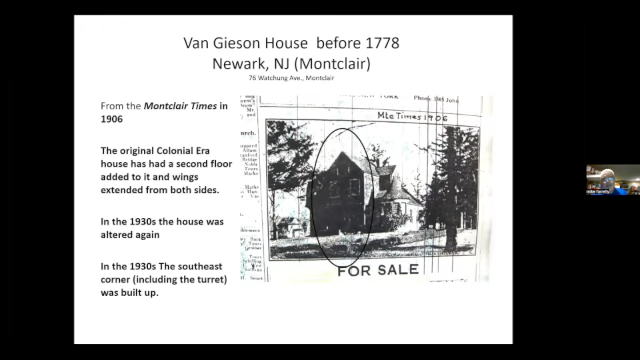 Van Gieson House before 1778
Newark, NJ (Montclair)
76 Watchung Ave., Montclair
From the Montclair Times in
1906
The original Colonial Era
house has had a second floor
added to it and wings
extended from both sides.
In the 1930s the house was
altered again
In the 1930s The southeast
corner (including the turret)
was built up.
Mtc Times 1906
FOR SALE